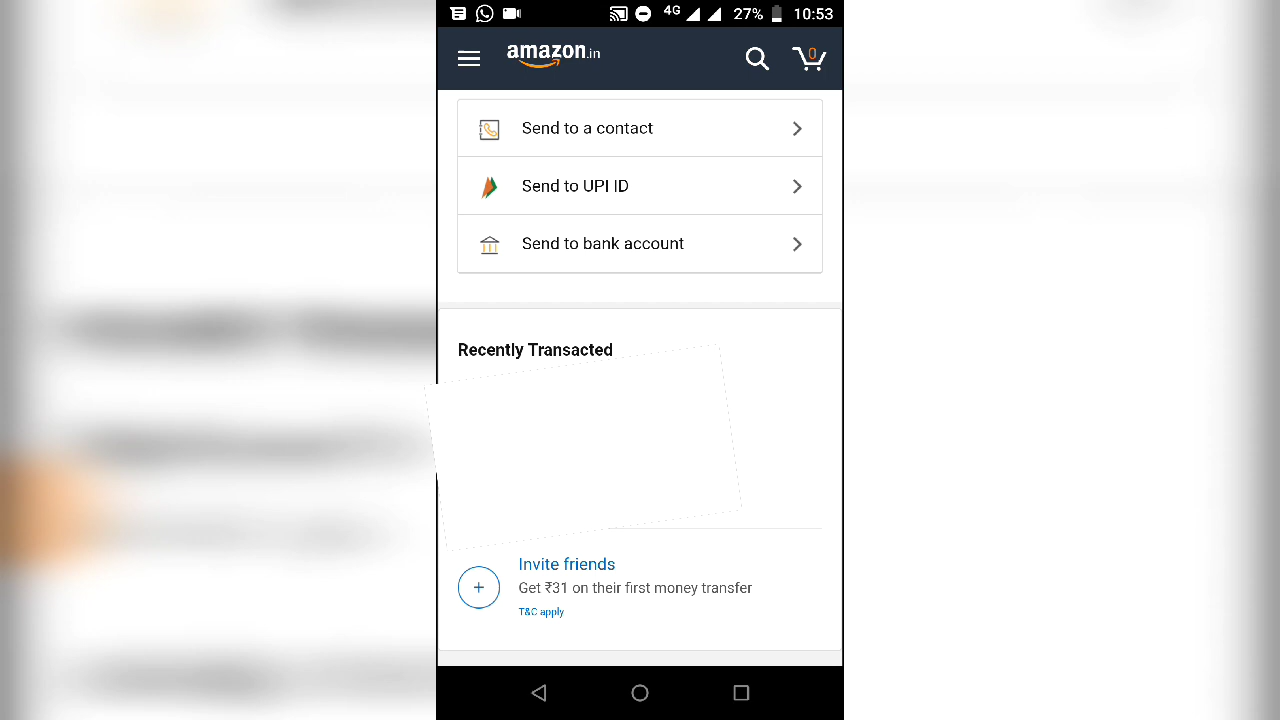 4G 27% 10:53
amazon.in 0
Send to a contact
Send to UPI ID
Send to bank account
Recently Transacted
Invite friends
Get ₹31 on their first money transfer
T&C apply